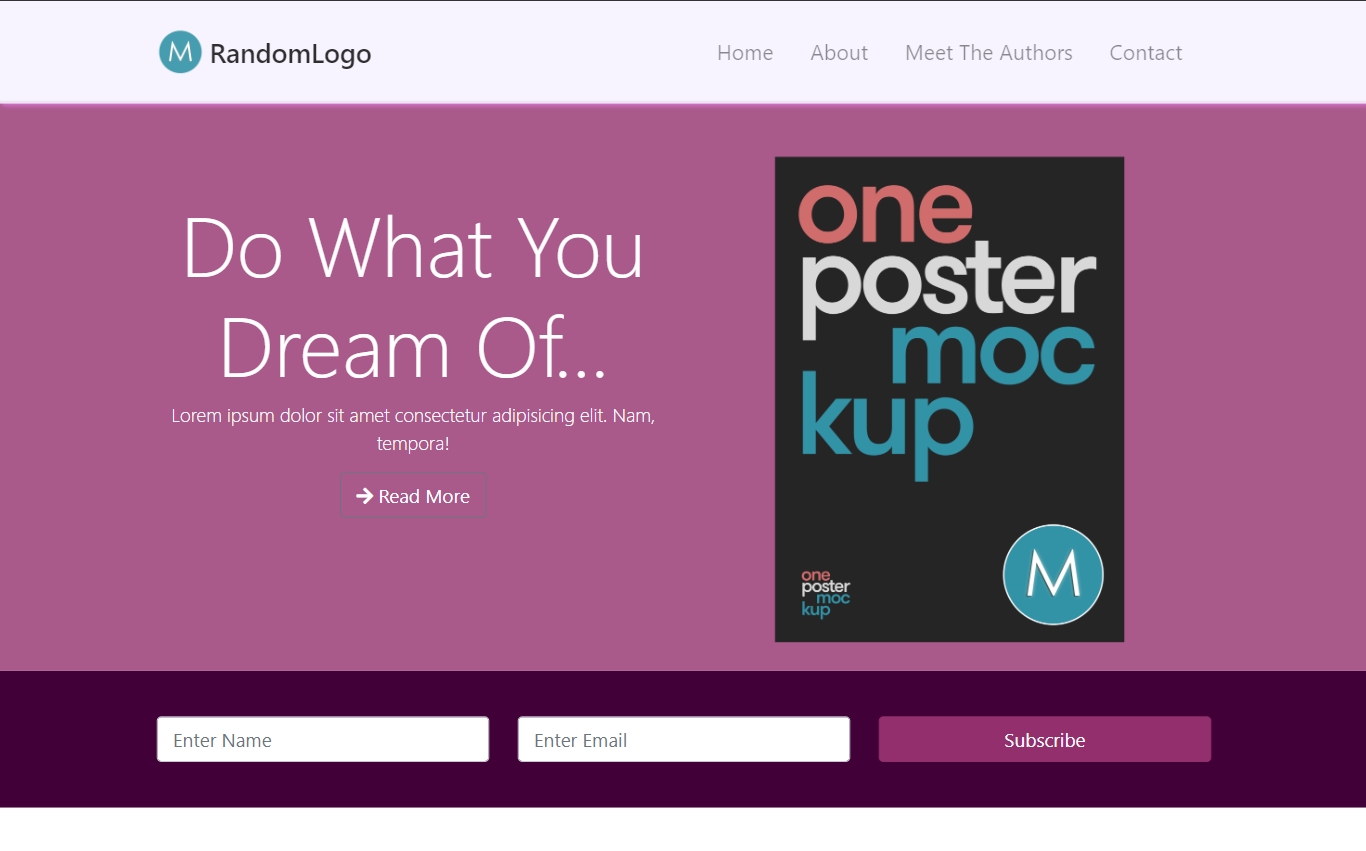 M RandomLogo
Home About Meet The Authors Contact
Do What You
Dream Of...
Lorem ipsum dolor sit amet consectetur adipisicing elit. Nam,
tempora!
Read More
one
poster
moc
kup
one
poster
moc
kup
M
Enter Name
Enter Email
Subscribe